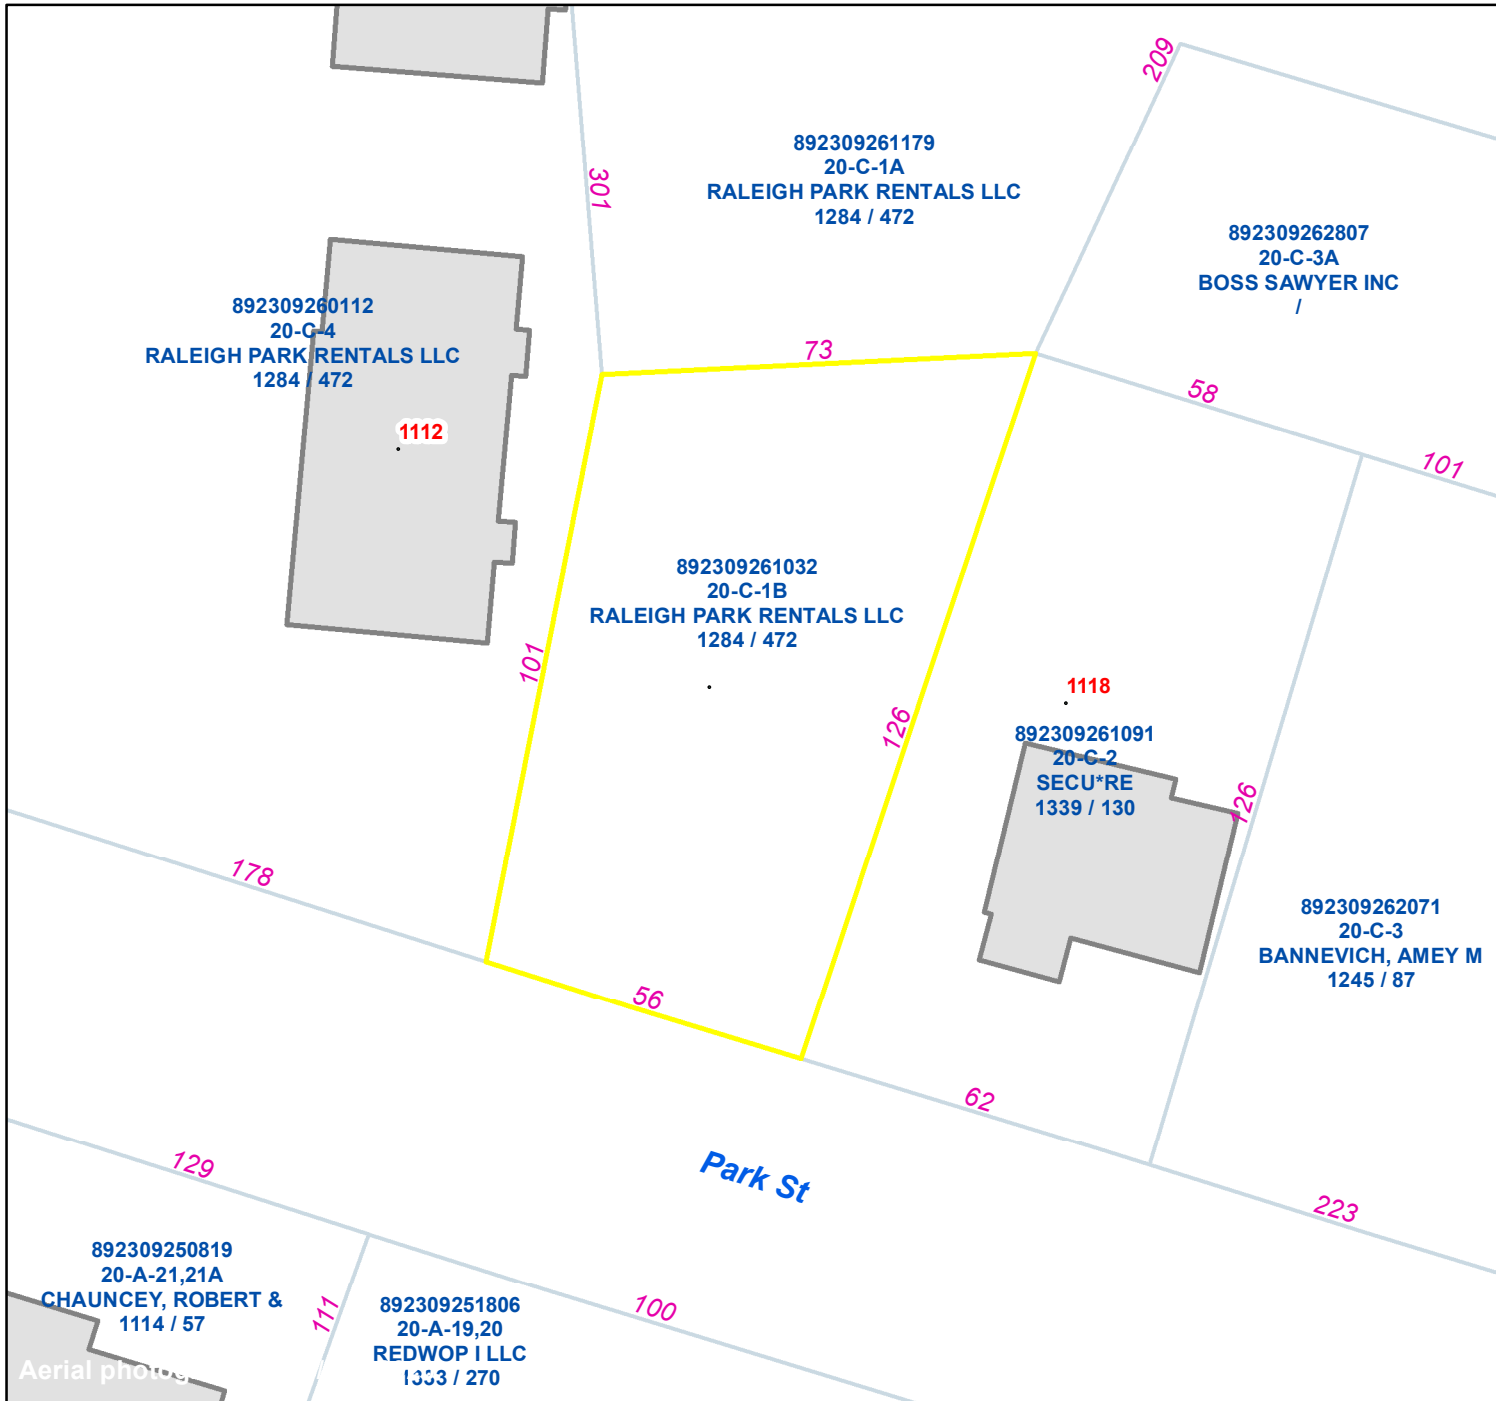 209
892309261179
20-C-1A
RALEIGH PARK RENTALS LLC
1284 / 472
301
892309262807
20-C-3A
BOSS SAWYER INC
/
892309260112
20-C-4
RALEIGH PARK RENTALS LLC
1284 / 472
1112
73
58
101
892309261032
20-C-1B
RALEIGH PARK RENTALS LLC
1284 / 472
101
126
1118
892309261091
20-C-2
SECU*RE
1339 / 130
126
178
892309262071
20-C-3
BANNEVICH, AMEY M
1245 / 87
56
62
129
Park St
223
892309250819
20-A-21,21A
CHAUNCEY, ROBERT &
1114 / 57
111
892309251806
20-A-19,20
REDWOP I LLC
1353 / 270
100
Aerial photog